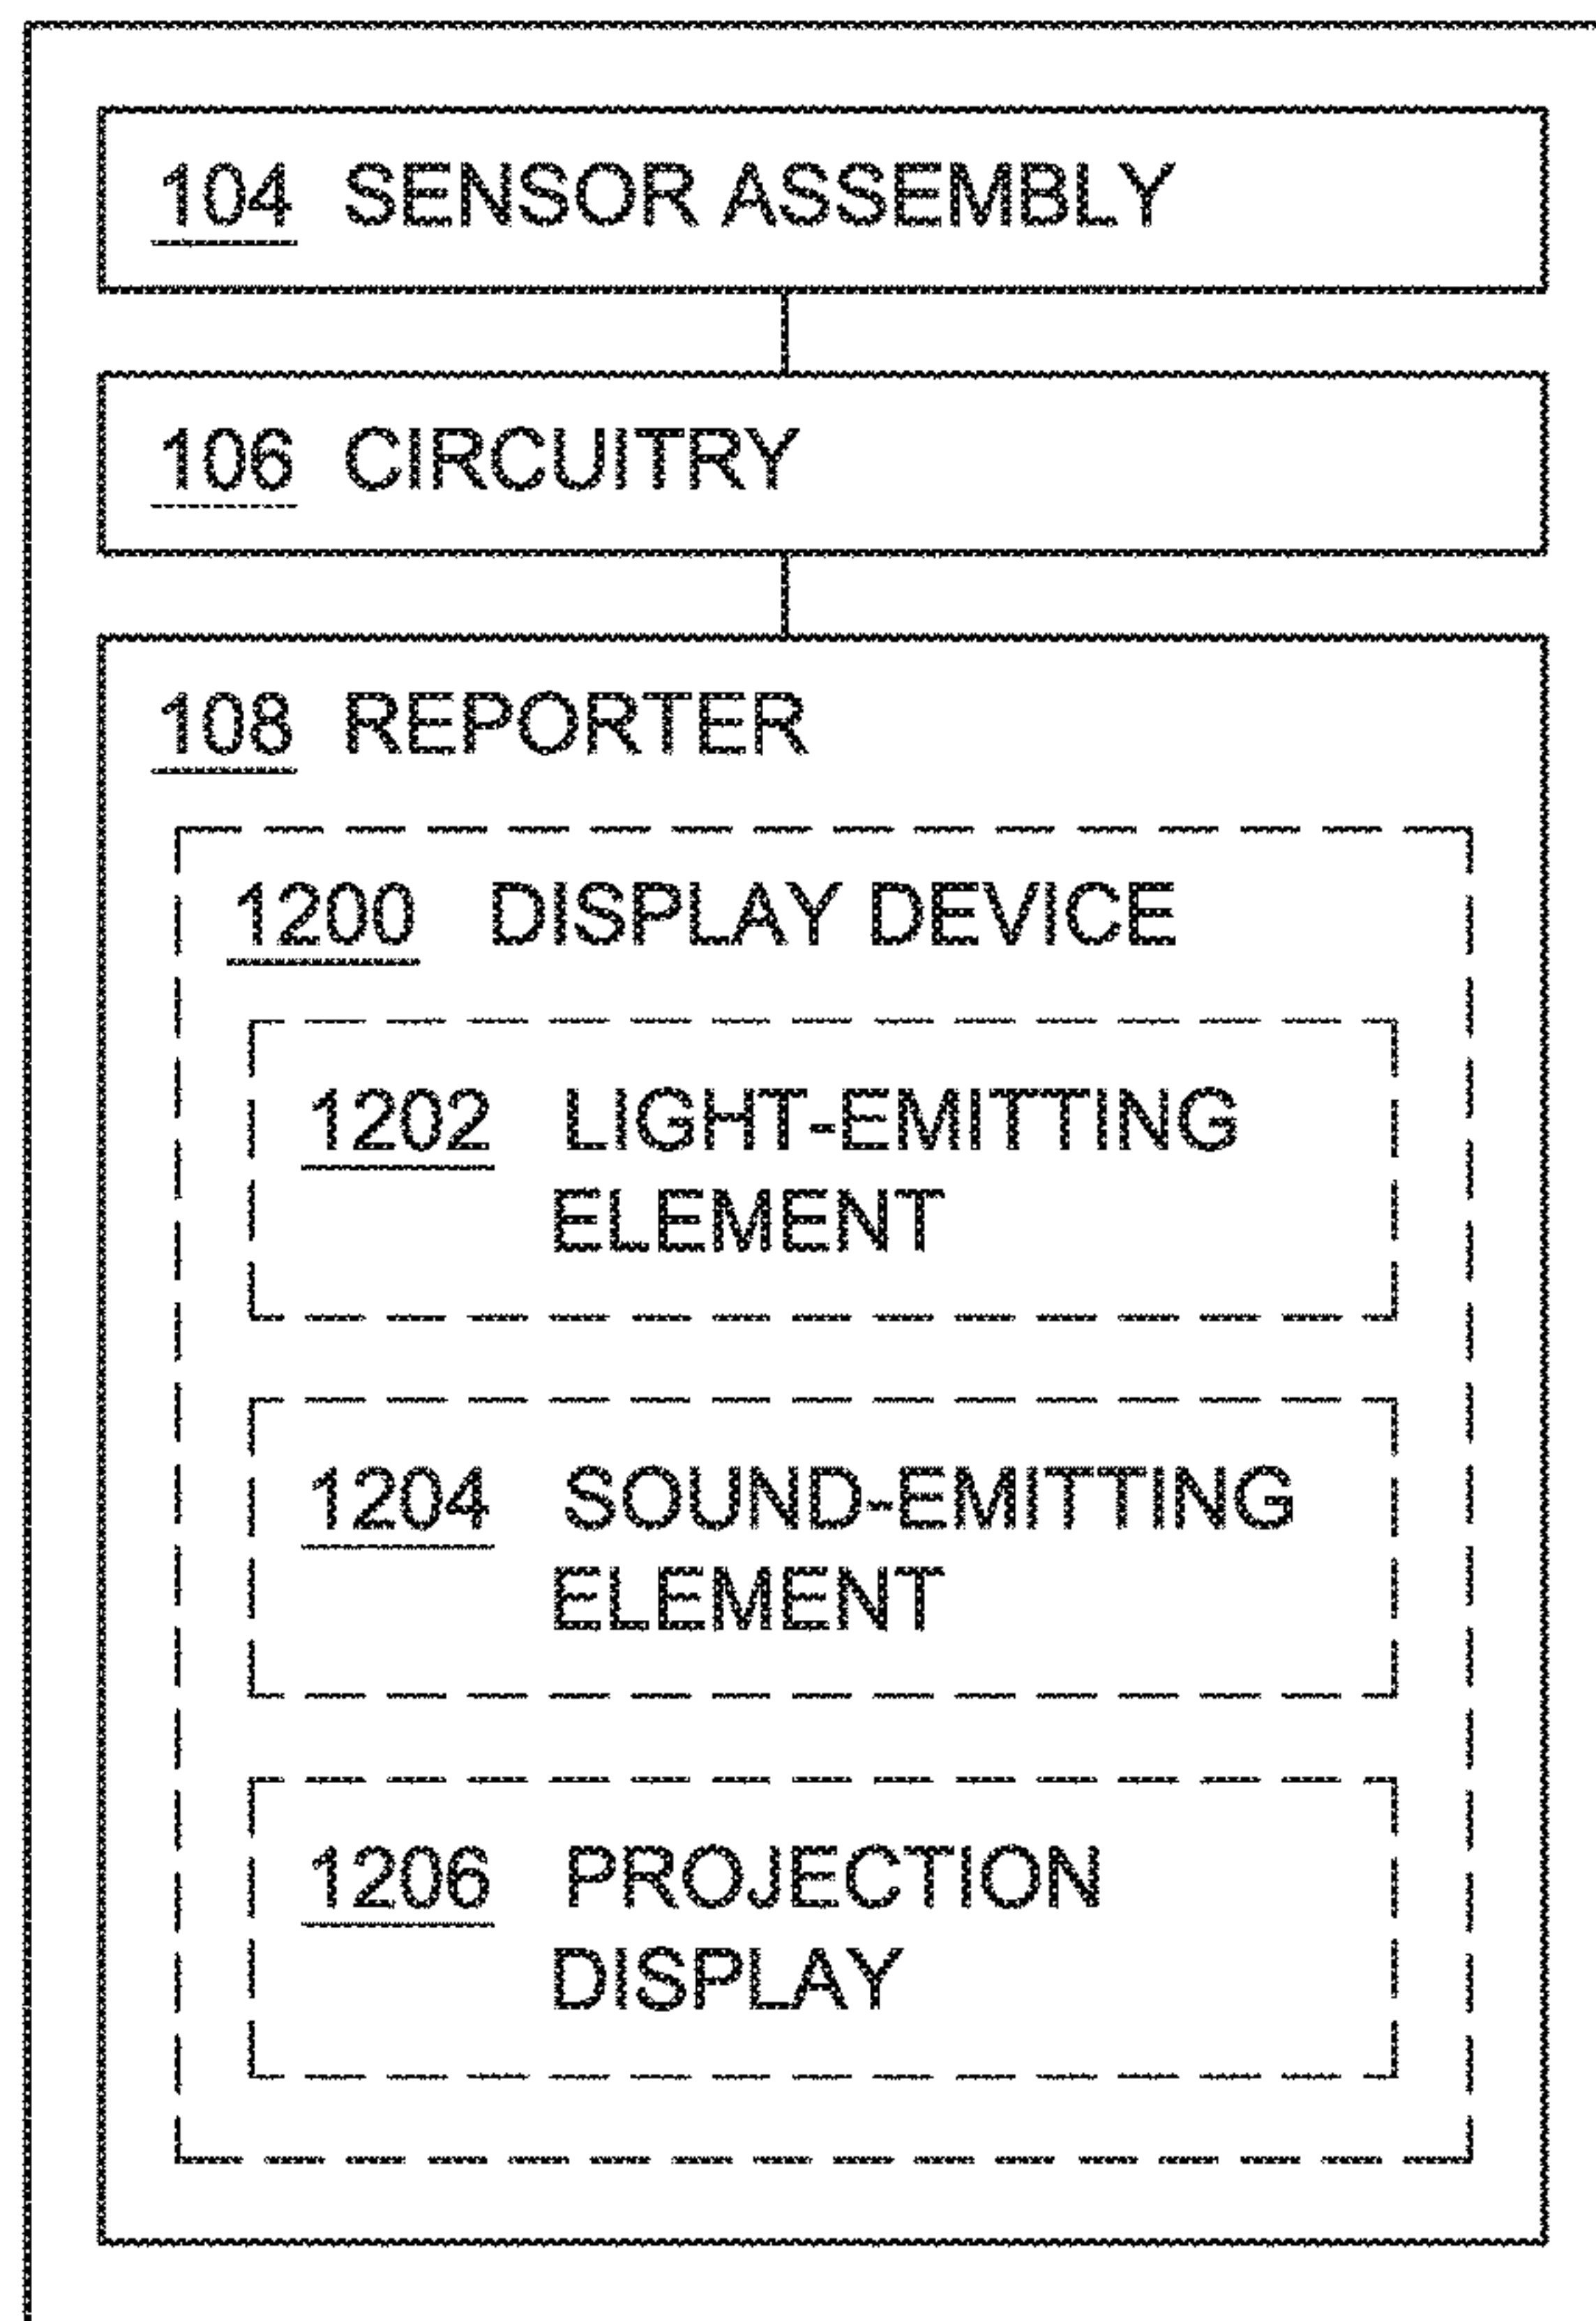 104 SENSOR ASSEMBLY
106 CIRCUITRY
108 REPORTER
1200 DISPLAY DEVICE
1202 LIGHT-EMITTING
ELEMENT
1204 SOUND-EMITTING
ELEMENT
1206 PROJECTION
DISPLAY